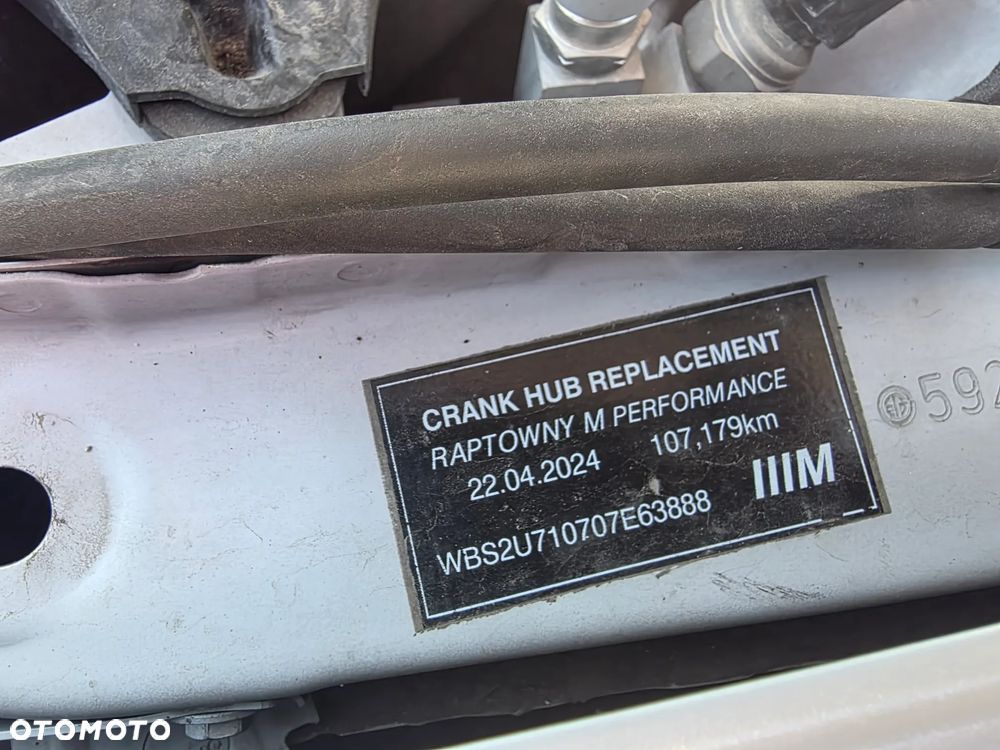 CRANK HUB REPLACEMENT
RAPTOWNY M PERFORMANCE
22.04.2024 107,179km
IIIM
WBS2U710707E63888
592
OTOMOTO